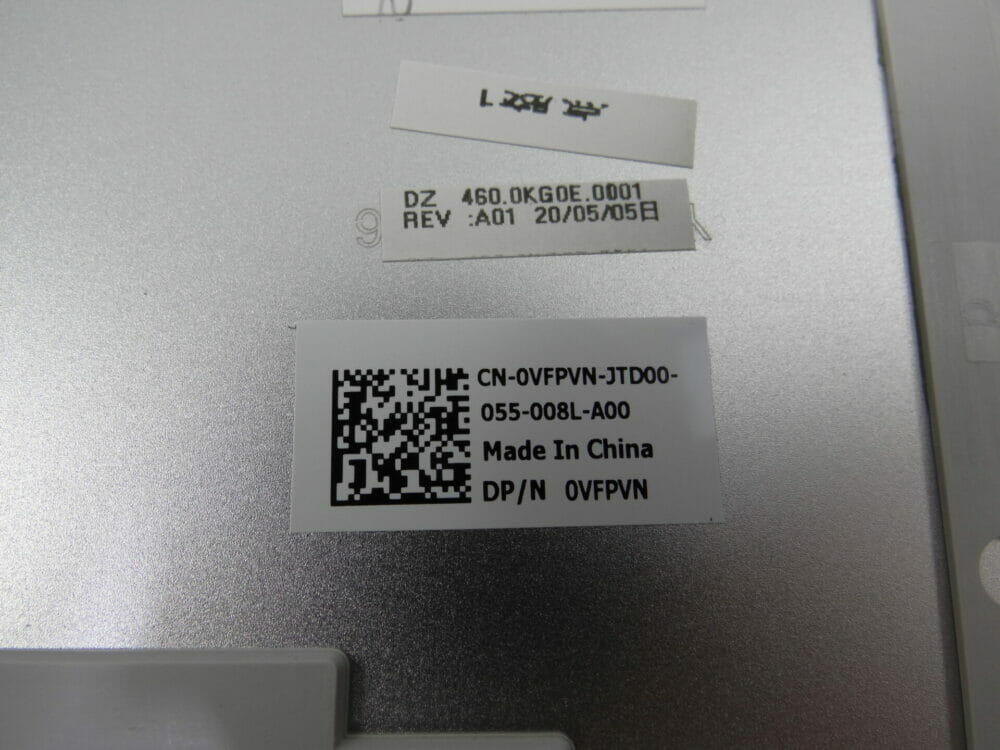 DZ 460.0KG0E.0001
REV :A01 20/05/05日
CN-0VFPVN-JTD00-
055-008L-A00
Made In China
DP/N 0VFPVN